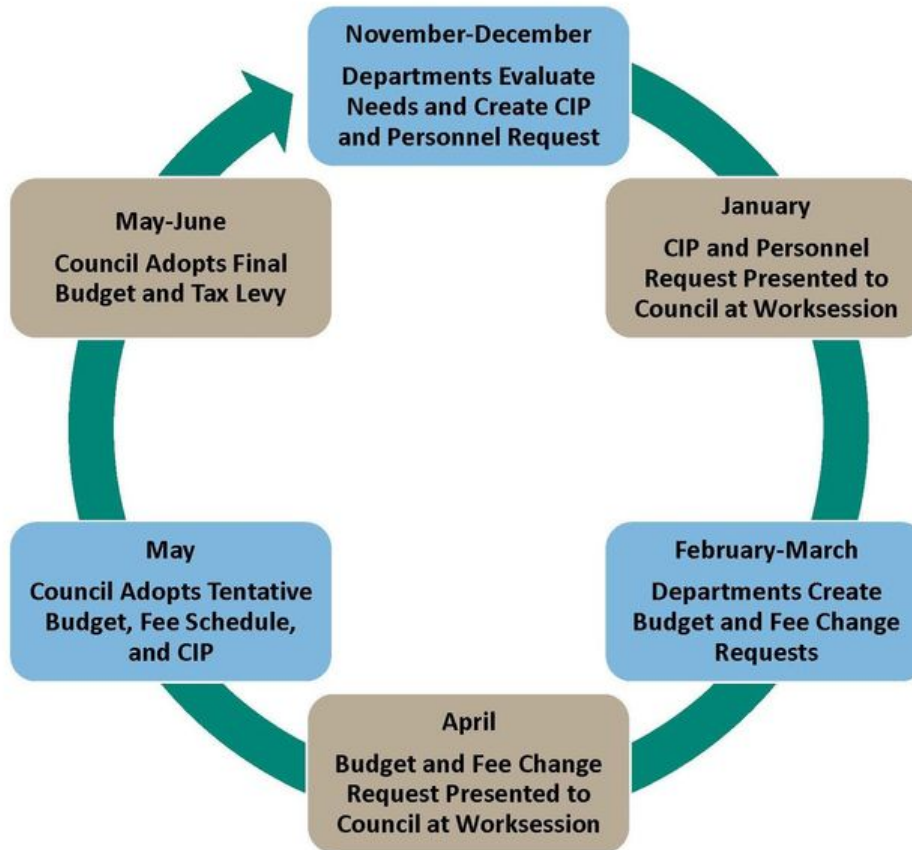 November-December
Departments Evaluate
Needs and Create CIP
and Personnel Request
January
CIP and Personnel
Request Presented to
Council at Worksession
February-March
Departments Create
Budget and Fee Change
Requests
April
Budget and Fee Change
Request Presented to
Council at Worksession
May
Council Adopts Tentative
Budget, Fee Schedule,
and CIP
May-June
Council Adopts Final
Budget and Tax Levy